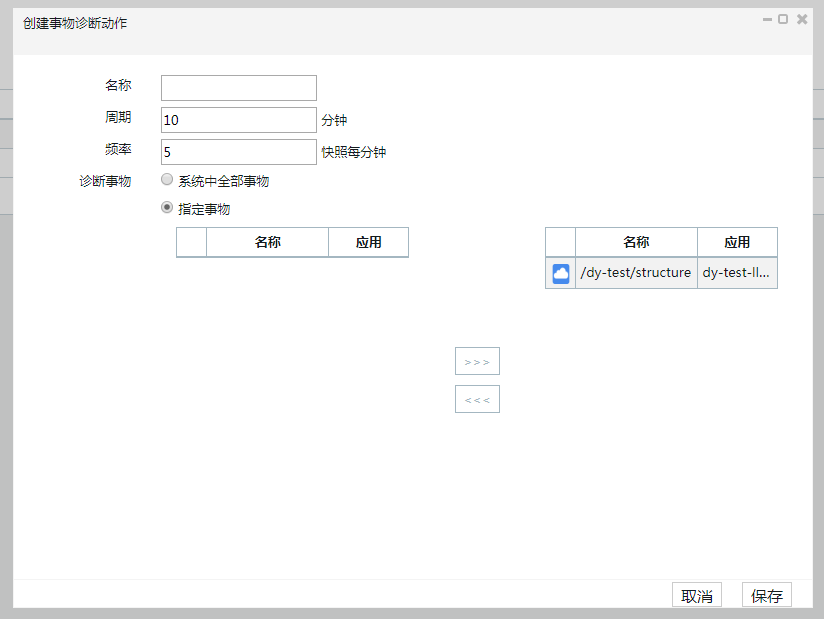 创建事物诊断动作
名称
周期 10 分钟
频率 5 快照每分钟
诊断事物 系统中全部事物
指定事物
名称 应用 名称 应用
/dy-test/structure dy-test-ll...
>>>
<<<
取消 保存